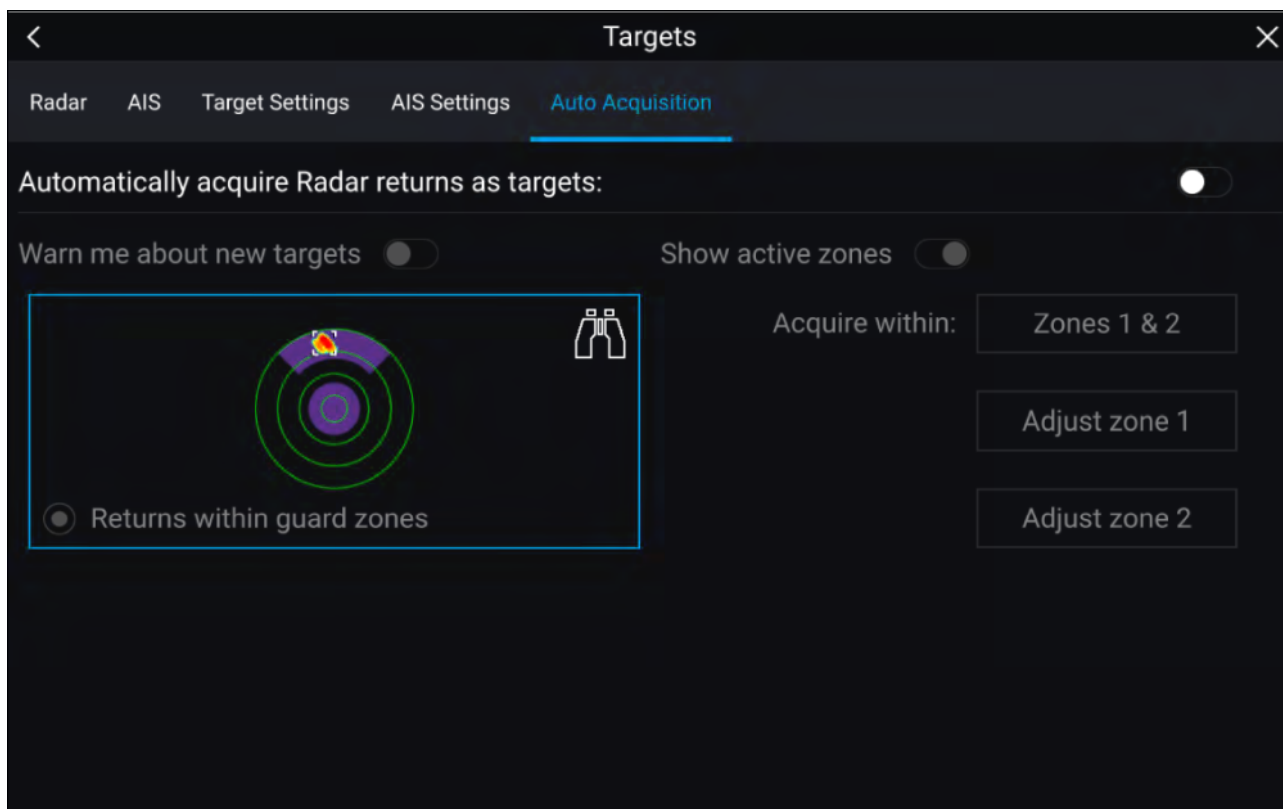 Targets
Radar AIS Target Settings AIS Settings Auto Acquisition
Automatically acquire Radar returns as targets:
Warn me about new targets Show active zones
Acquire within: Zones 1 & 2
Adjust zone 1
Returns within guard zones Adjust zone 2